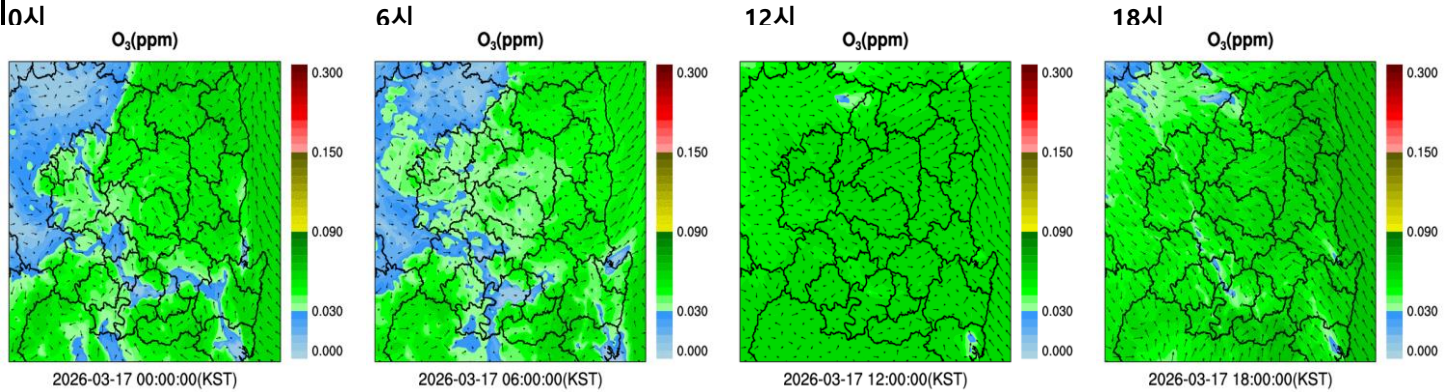 0시 6시 12시 18시
O₃(ppm) O₃(ppm) O₃(ppm) O₃(ppm)
0.300 0.300 0.300 0.300
0.150 0.150 0.150 0.150
0.090 0.090 0.090 0.090
0.030 0.030 0.030 0.030
0.000 0.000 0.000 0.000
2026-03-17 00:00:00(KST) 2026-03-17 06:00:00(KST) 2026-03-17 12:00:00(KST) 2026-03-17 18:00:00(KST)